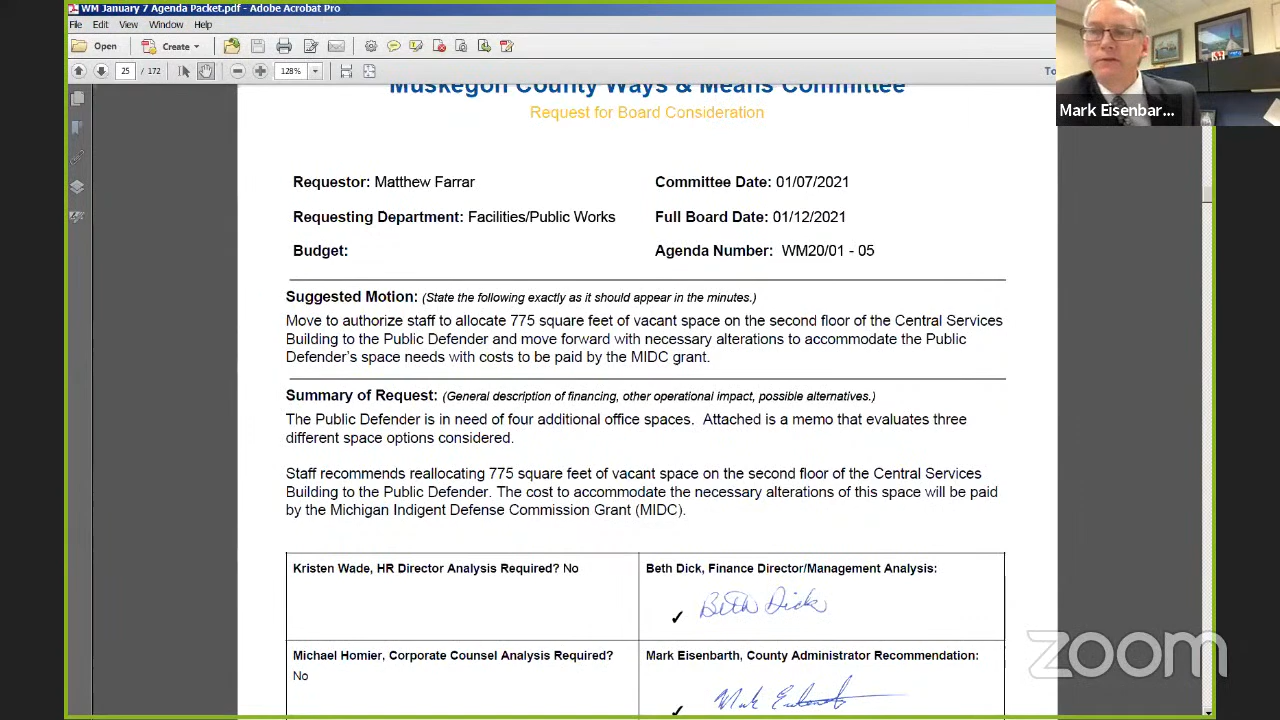 WM January 7 Agenda Packet.pdf - Adobe Acrobat Pro
File Edit View Window Help
Open Create
25 / 172 128% To
Muskegon County Ways & Means Committee
Request for Board Consideration
Mark Eisenbar...
Requestor: Matthew Farrar Committee Date: 01/07/2021
Requesting Department: Facilities/Public Works Full Board Date: 01/12/2021
Budget: Agenda Number: WM20/01 - 05
Suggested Motion: (State the following exactly as it should appear in the minutes.)
Move to authorize staff to allocate 775 square feet of vacant space on the second floor of the Central Services
Building to the Public Defender and move forward with necessary alterations to accommodate the Public
Defender's space needs with costs to be paid by the MIDC grant.
Summary of Request: (General description of financing, other operational impact, possible alternatives.)
The Public Defender is in need of four additional office spaces. Attached is a memo that evaluates three
different space options considered.
Staff recommends reallocating 775 square feet of vacant space on the second floor of the Central Services
Building to the Public Defender. The cost to accommodate the necessary alterations of this space will be paid
by the Michigan Indigent Defense Commission Grant (MIDC).
Kristen Wade, HR Director Analysis Required? No Beth Dick, Finance Director/Management Analysis:
✓ Beth Dick
Michael Homier, Corporate Counsel Analysis Required? Mark Eisenbarth, County Administrator Recommendation:
No
✓ Mark Eisenbarth
zoom